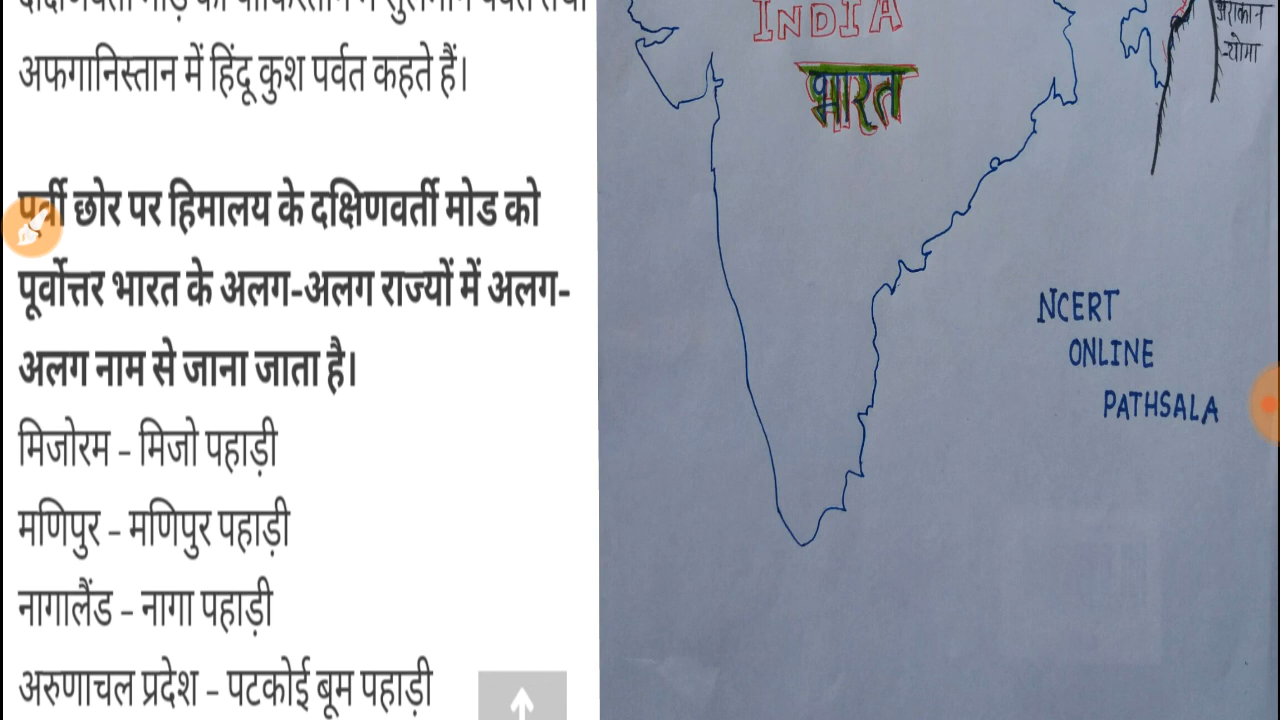 अफगानिस्तान में हिंदू कुश पर्वत कहते हैं।
छोर पर हिमालय के दक्षिणवर्ती मोड को
पूर्वोत्तर भारत के अलग-अलग राज्यों में अलग-
अलग नाम से जाना जाता है।
मिजोरम – मिजो पहाड़ी
मणिपुर – मणिपुर पहाड़ी
नागालैंड – नागा पहाड़ी
अरुणाचल प्रदेश – पटकोई बूम पहाड़ी
INDIA
भारत
अराकान
योमा
NCERT
ONLINE
PATHSALA